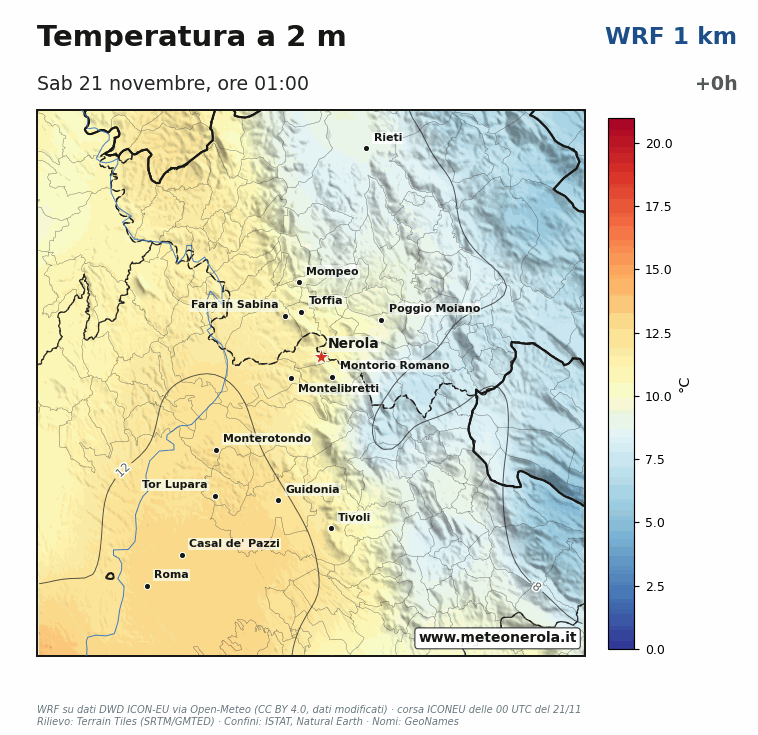 Temperatura a 2 m
WRF 1 km
Sab 21 novembre, ore 01:00
+0h
Rieti
Mompeo
Toffia
Fara in Sabina
Poggio Moiano
Nerola
Montorio Romano
Montelibretti
Monterotondo
12
Tor Lupara
Guidonia
Tivoli
Casal de' Pazzi
Roma
8
www.meteonerola.it
20.0
17.5
15.0
12.5
10.0
7.5
5.0
2.5
0.0
°C
WRF su dati DWD ICON-EU via Open-Meteo (CC BY 4.0, dati modificati) · corsa ICONEU delle 00 UTC del 21/11
Rilievo: Terrain Tiles (SRTM/GMTED) · Confini: ISTAT, Natural Earth · Nomi: GeoNames